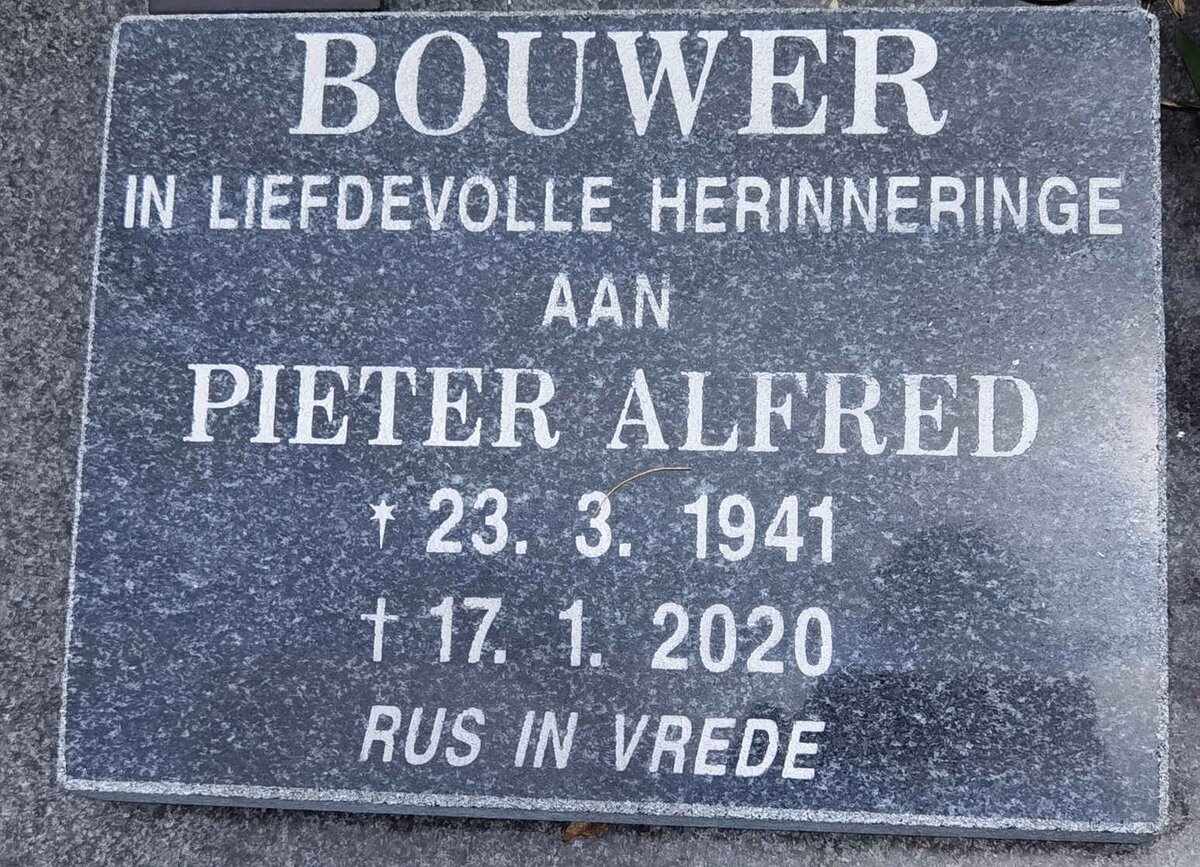 BOUWER
IN LIEFDEVOLLE HERINNERINGE
AAN
PIETER ALFRED
* 23. 3. 1941
† 17. 1. 2020
RUS IN VREDE